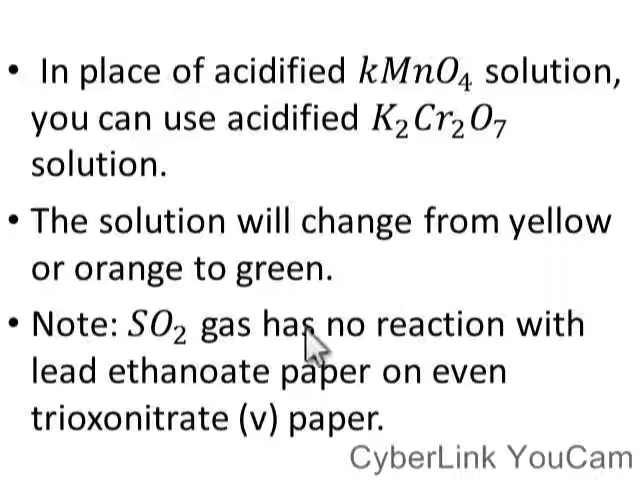 • In place of acidified kMnO₄ solution,
you can use acidified K₂Cr₂O₇
solution.
• The solution will change from yellow
or orange to green.
• Note: SO₂ gas has no reaction with
lead ethanoate paper on even
trioxonitrate (v) paper.
CyberLink YouCam